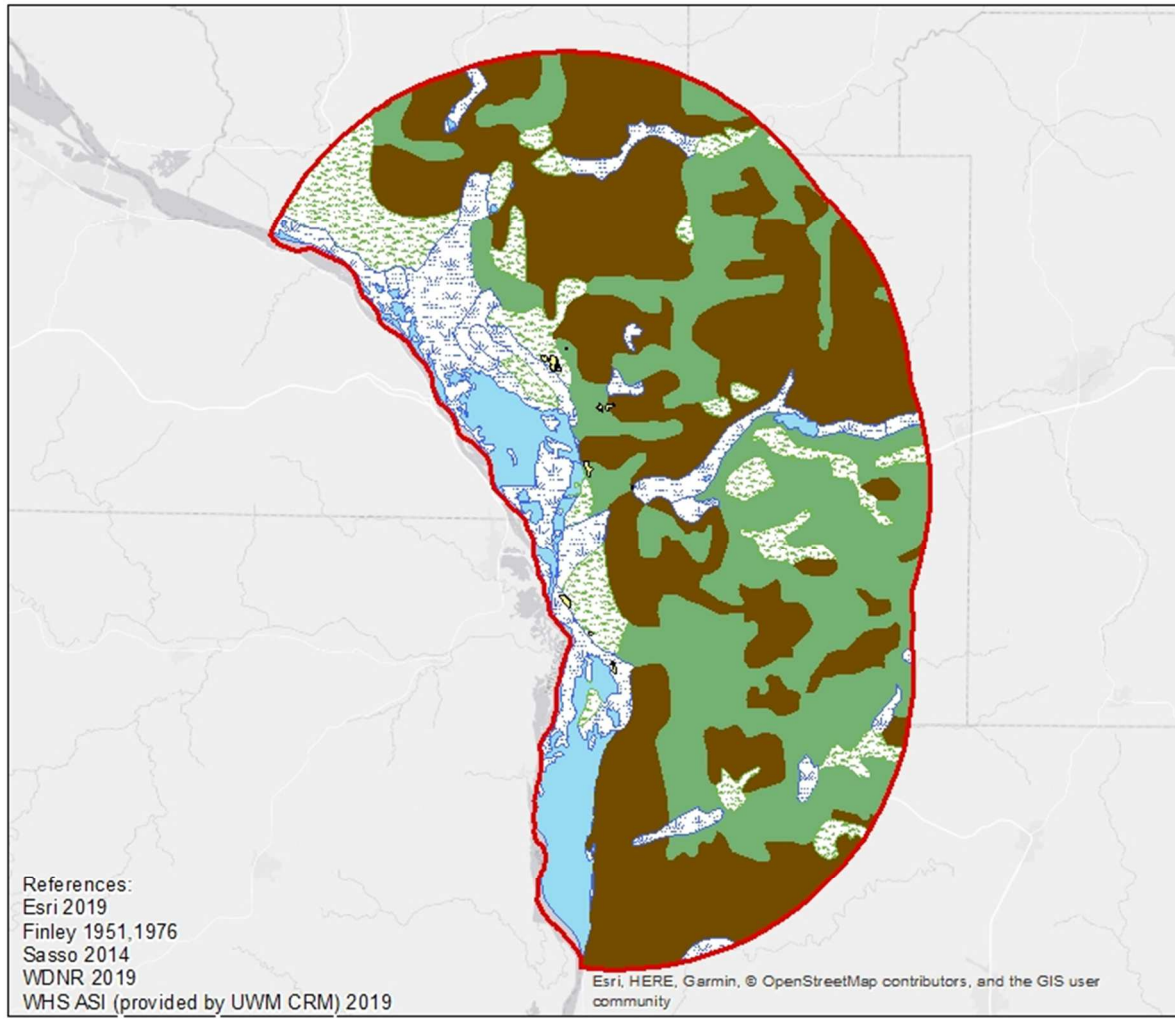 References:
Esri 2019
Finley 1951,1976
Sasso 2014
WDNR 2019
WHS ASI (provided by UWM CRM) 2019
Esri, HERE, Garmin, © OpenStreetMap contributors, and the GIS user
community